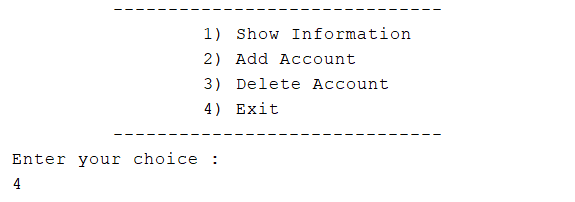 ------------------------------
1) Show Information
2) Add Account
3) Delete Account
4) Exit
------------------------------
Enter your choice :
4